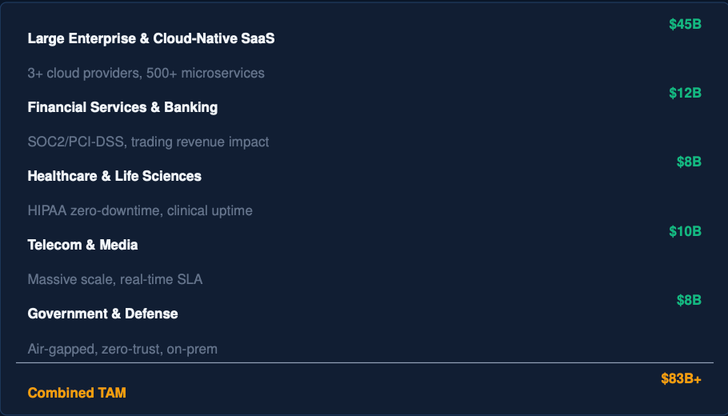 $45B
Large Enterprise & Cloud-Native SaaS
3+ cloud providers, 500+ microservices
$12B
Financial Services & Banking
SOC2/PCI-DSS, trading revenue impact
$8B
Healthcare & Life Sciences
HIPAA zero-downtime, clinical uptime
$10B
Telecom & Media
Massive scale, real-time SLA
$8B
Government & Defense
Air-gapped, zero-trust, on-prem
$83B+
Combined TAM